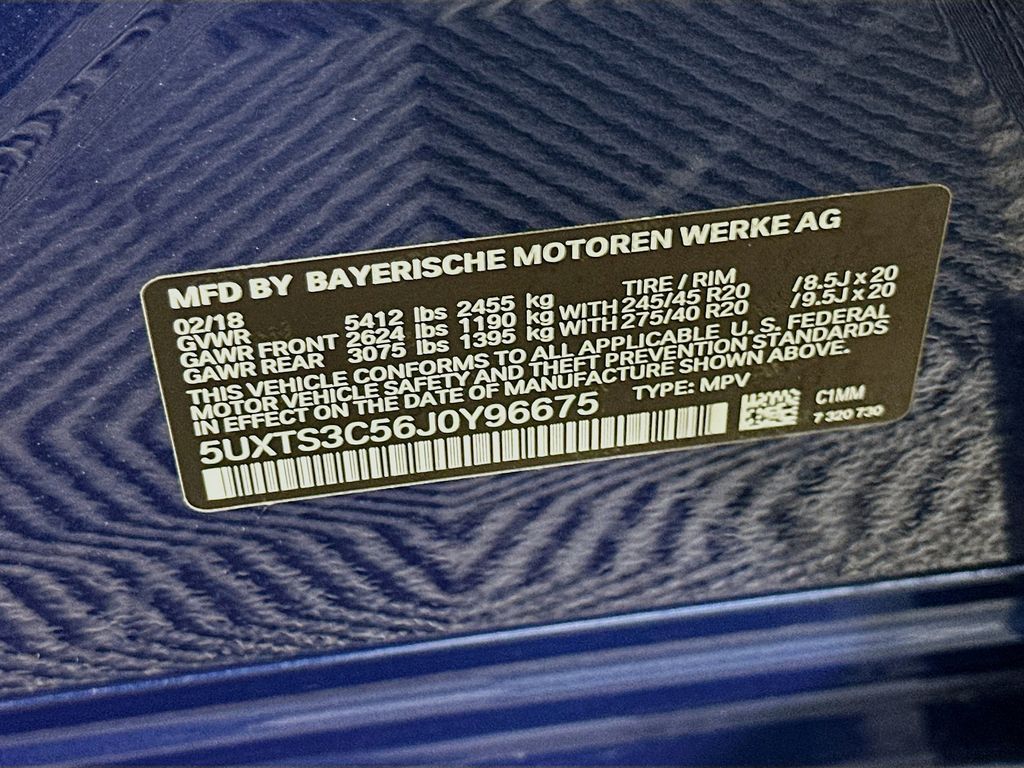 MFD BY BAYERISCHE MOTOREN WERKE AG
02/18 TIRE / RIM
GVWR 5412 lbs 2455 kg
GAWR FRONT 2624 lbs 1190 kg WITH 245/45 R20 / 8.5J x 20
GAWR REAR 3075 lbs 1395 kg WITH 275/40 R20 / 9.5J x 20
THIS VEHICLE CONFORMS TO ALL APPLICABLE U. S. FEDERAL
MOTOR VEHICLE SAFETY AND THEFT PREVENTION STANDARDS
IN EFFECT ON THE DATE OF MANUFACTURE SHOWN ABOVE.
5UXTS3C56J0Y96675 TYPE: MPV C1MM
7 320 730